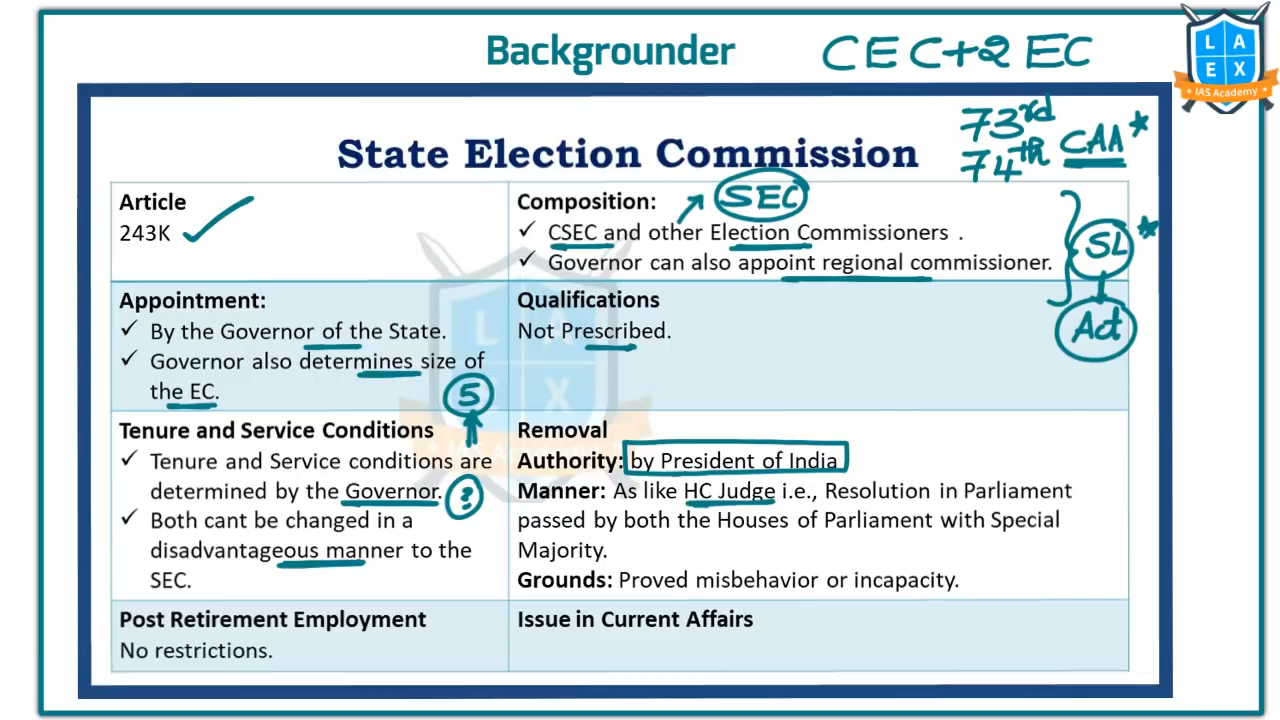 Backgrounder
CEC+2 EC
L A
E X
IAS Academy
73rd
74th CAA*
State Election Commission
Article
243K ✓
Composition:
SEC
✓ CSEC and other Election Commissioners .
✓ Governor can also appoint regional commissioner.
SL *
Act
Appointment:
✓ By the Governor of the State.
✓ Governor also determines size of
the EC.
5
Qualifications
Not Prescribed.
Tenure and Service Conditions
✓ Tenure and Service conditions are
determined by the Governor. ?
✓ Both cant be changed in a
disadvantageous manner to the
SEC.
Removal
Authority: by President of India
Manner: As like HC Judge i.e., Resolution in Parliament
passed by both the Houses of Parliament with Special
Majority.
Grounds: Proved misbehavior or incapacity.
Post Retirement Employment
No restrictions.
Issue in Current Affairs
L A
E X
IAS Academy